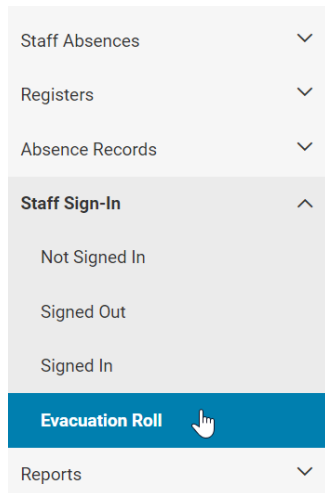 Staff Absences
Registers
Absence Records
Staff Sign-In
Not Signed In
Signed Out
Signed In
Evacuation Roll
Reports